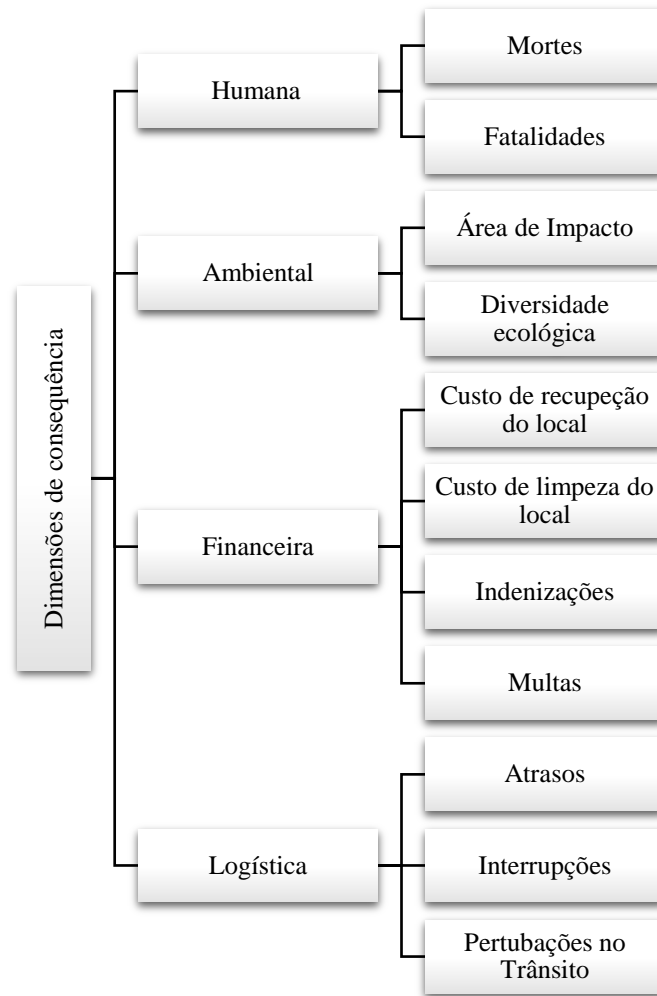 Dimensões de consequência
Humana
Mortes
Fatalidades
Ambiental
Área de Impacto
Diversidade
ecológica
Financeira
Custo de recupeção
do local
Custo de limpeza do
local
Indenizações
Multas
Logística
Atrasos
Interrupções
Pertubações no
Trânsito